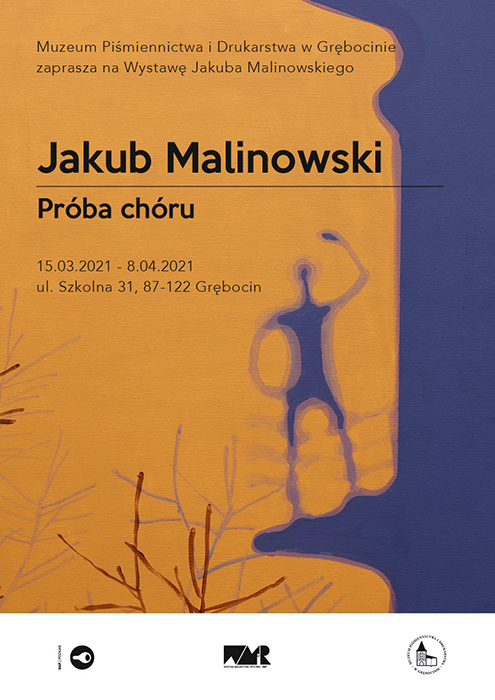 Muzeum Piśmiennictwa i Drukarstwa w Grębocinie
zaprasza na Wystawę Jakuba Malinowskiego
Jakub Malinowski
Próba chóru
15.03.2021 - 8.04.2021
ul. Szkolna 31, 87-122 Grębocin